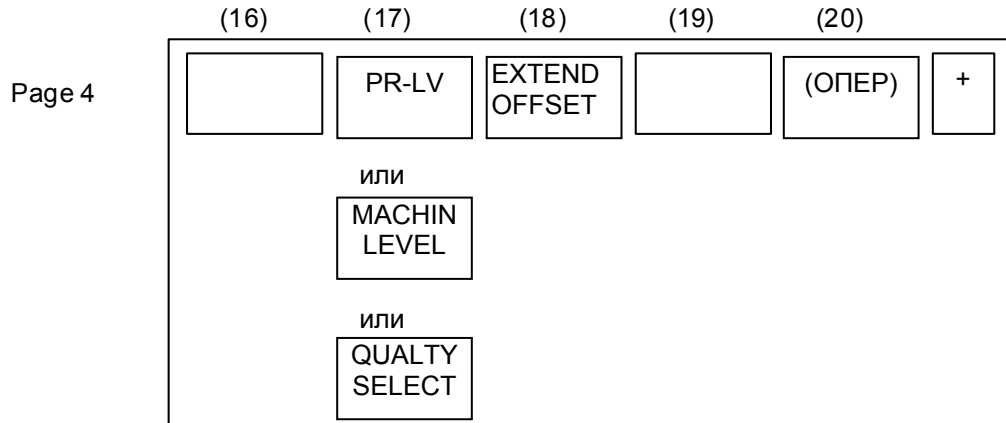 (16) (17) (18) (19) (20)
Page 4
PR-LV
EXTEND
OFFSET
(ОПЕР)
+
или
MACHIN
LEVEL
или
QUALTY
SELECT